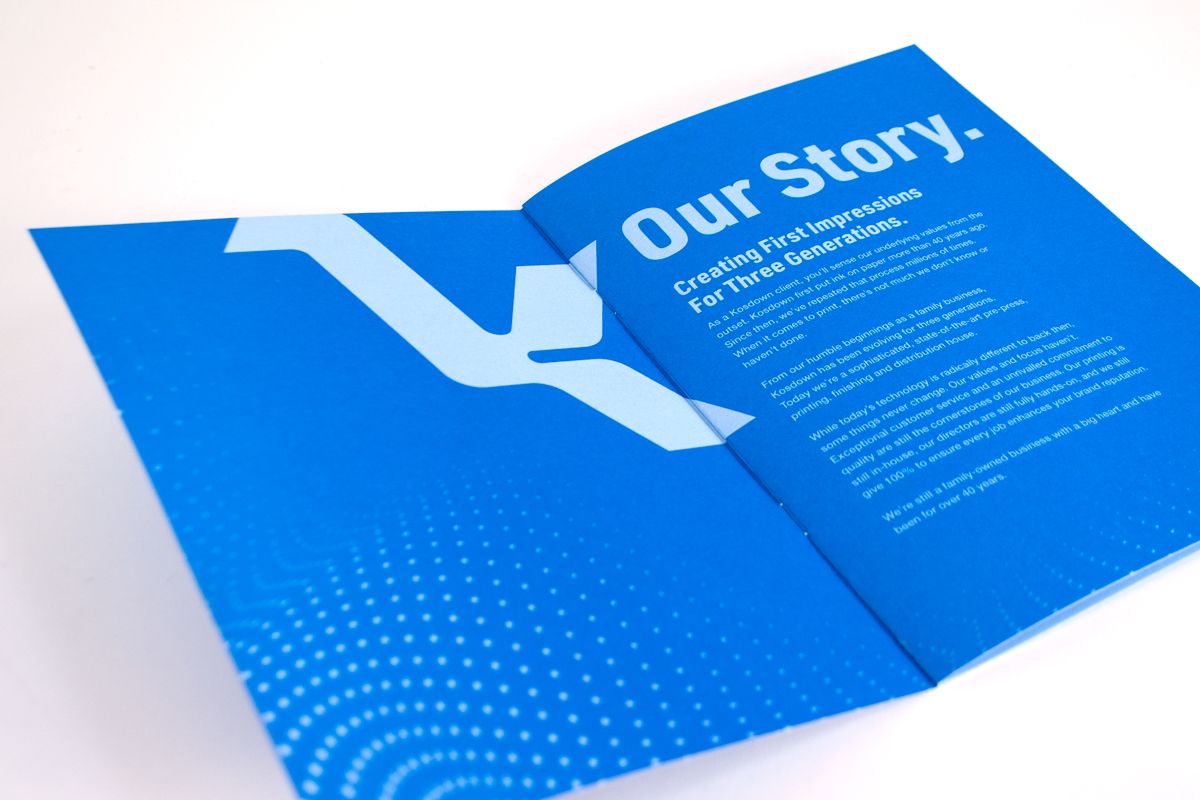 Our Story.
Creating First Impressions
For Three Generations.
As a Kosdown client, you'll sense our underlying values from the
outset. Kosdown first put ink on paper more than 40 years ago.
Since then, we've repeated that process millions of times.
When it comes to print, there's not much we don't know or
haven't done.
From our humble beginnings as a family business,
Kosdown has been evolving for three generations.
Today we're a sophisticated, state-of-the-art pre-press,
printing, finishing and distribution house.
While today's technology is radically different to back then,
some things never change. Our values and focus haven't.
Exceptional customer service and an unrivalled commitment to
quality are still the cornerstones of our business. Our printing is
still in-house, our directors are still fully hands-on, and we still
give 100% to ensure every job enhances your brand reputation.
We're still a family-owned business with a big heart and have
been for over 40 years.